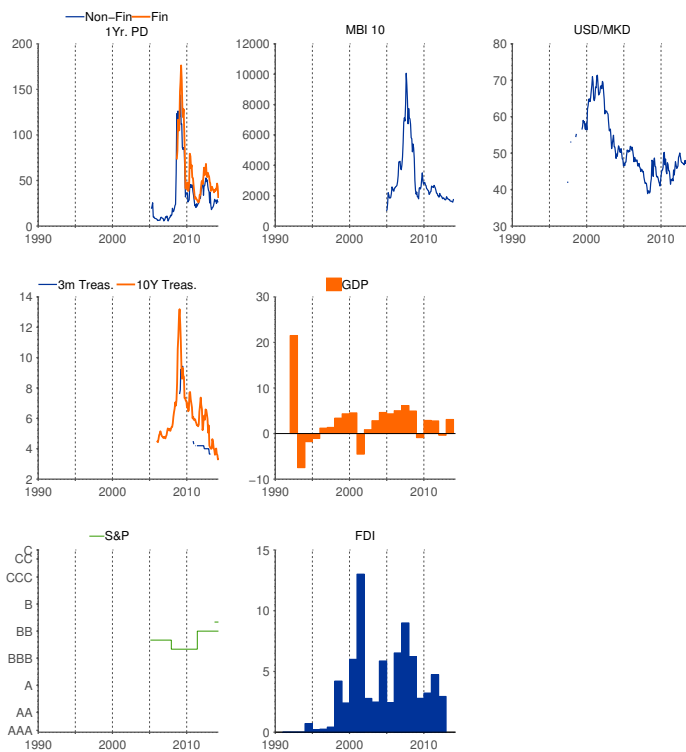 Non−Fin Fin
1Yr. PD
200
150
100
50
0
1990 2000 2010
MBI 10
12000
10000
8000
6000
4000
2000
0
1990 2000 2010
USD/MKD
80
70
60
50
40
30
1990 2000 2010
3m Treas. 10Y Treas.
14
12
10
8
6
4
2
1990 2000 2010
GDP
30
20
10
0
−10
1990 2000 2010
S&P
C
CC
CCC
B
BB
BBB
A
AA
AAA
1990 2000 2010
FDI
15
10
5
0
1990 2000 2010